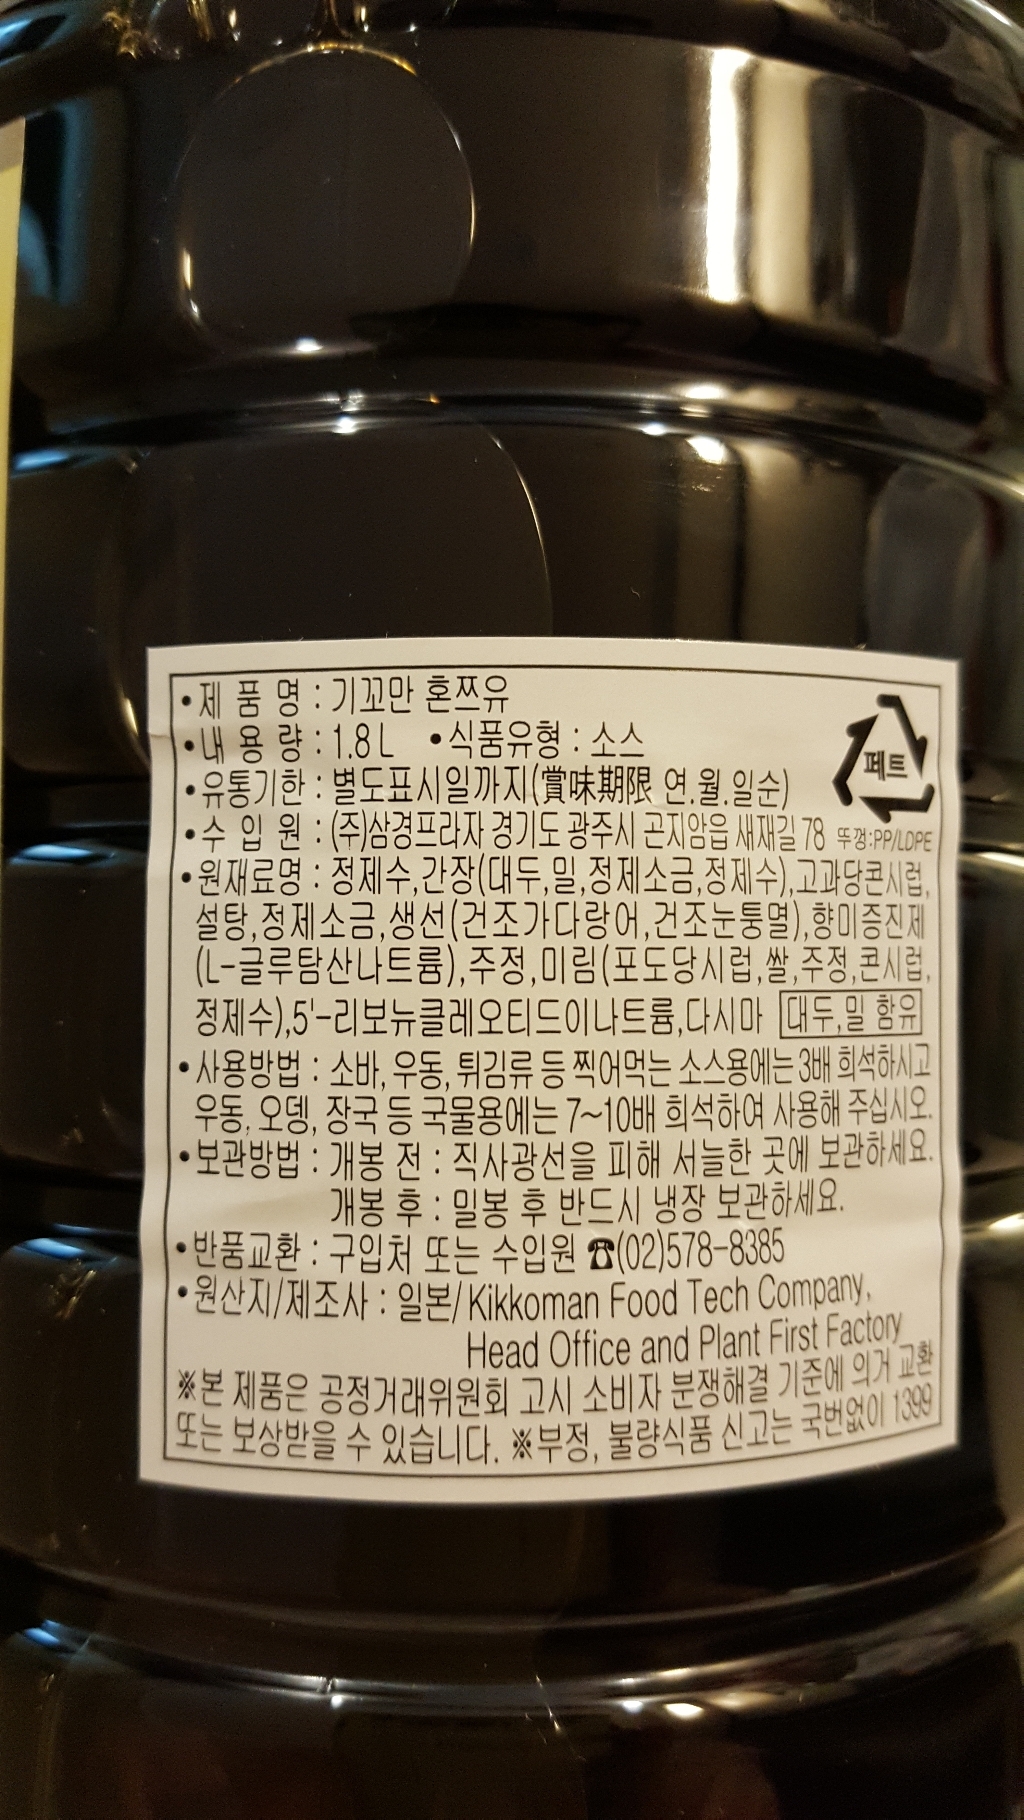 •제 품 명 : 기꼬만 혼쯔유
•내 용 량 : 1.8L •식품유형 : 소스
•유통기한 : 별도표시일까지(賞味期限 연.월.일순)
페트
•수 입 원 : (주)삼경프라자 경기도 광주시 곤지암읍 새재길 78 뚜껑:PP/LDPE
•원재료명 : 정제수,간장(대두,밀,정제소금,정제수),고과당콘시럽,
설탕,정제소금,생선(건조가다랑어,건조눈퉁멸),향미증진제
(L-글루탐산나트륨),주정,미림(포도당시럽,쌀,주정,콘시럽,
정제수),5'-리보뉴클레오티드이나트륨,다시마 대두,밀 함유
•사용방법 : 소바, 우동, 튀김류 등 찍어먹는 소스용에는 3배 희석하시고
우동, 오뎅, 장국 등 국물용에는 7~10배 희석하여 사용해 주십시오.
•보관방법 : 개봉 전 : 직사광선을 피해 서늘한 곳에 보관하세요.
개봉 후 : 밀봉 후 반드시 냉장 보관하세요.
•반품교환 : 구입처 또는 수입원 ☎(02)578-8385
•원산지/제조사 : 일본/Kikkoman Food Tech Company,
Head Office and Plant First Factory
※본 제품은 공정거래위원회 고시 소비자 분쟁해결 기준에 의거 교환
또는 보상받을 수 있습니다. ※부정, 불량식품 신고는 국번없이 1399